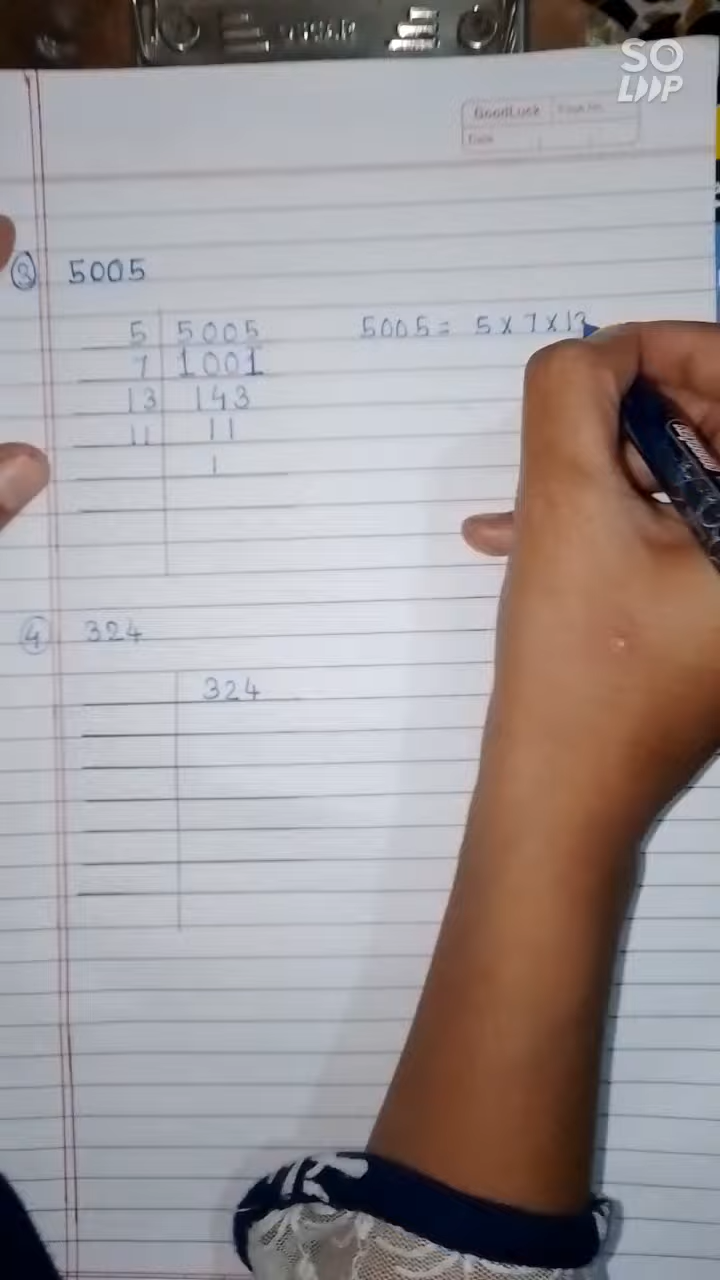 SO
LOOP
GoodLuck
Date
③ 5005
5 5005
7 1001
13 143
11 11
1
5005 = 5 x 7 x 13
④ 324
324